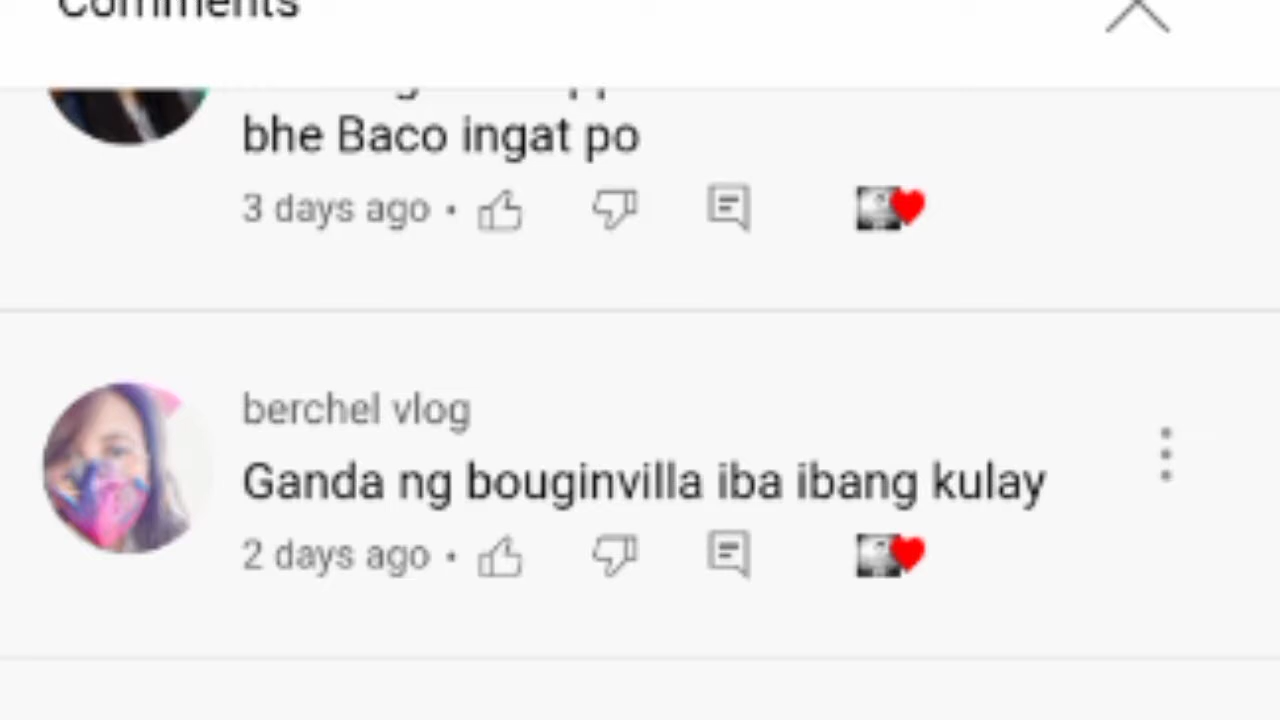 Comments
bhe Baco ingat po
3 days ago •
berchel vlog
Ganda ng bouginvilla iba ibang kulay
2 days ago •